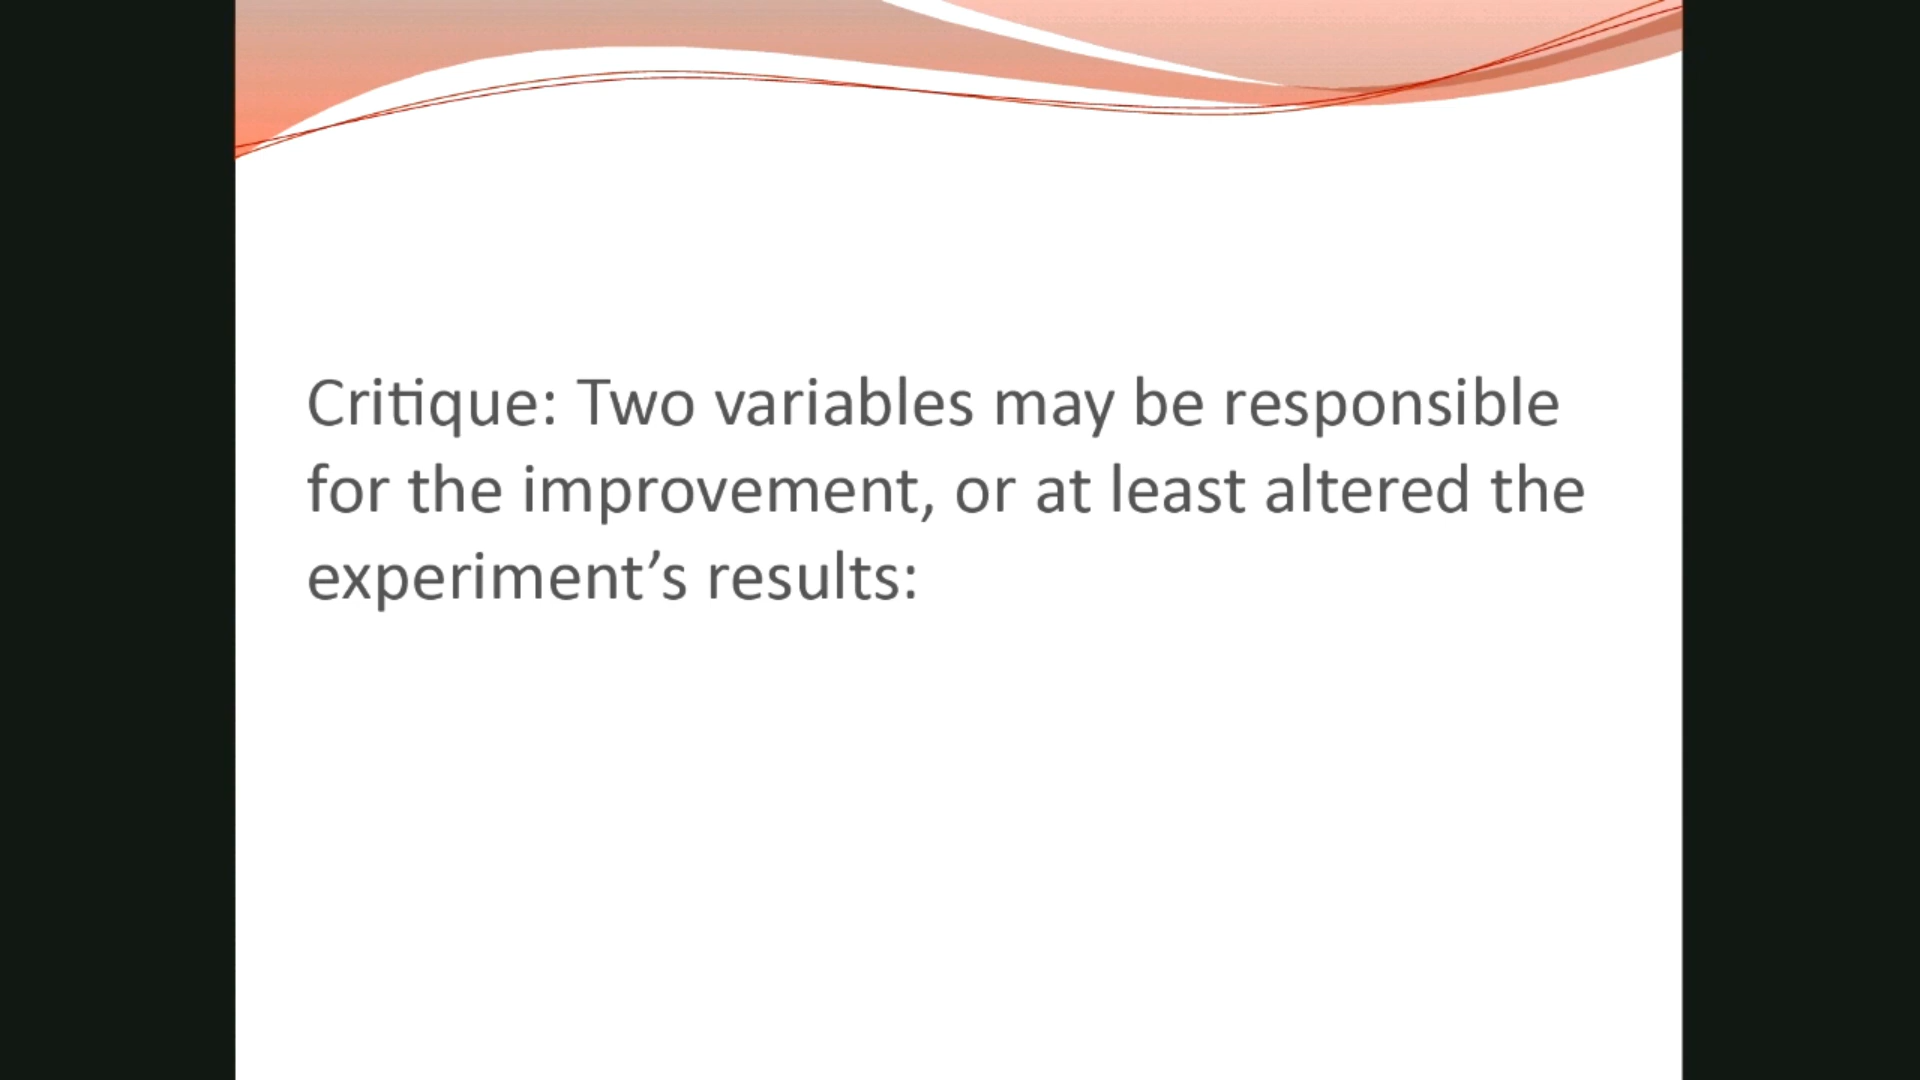 Critique: Two variables may be responsible
for the improvement, or at least altered the
experiment’s results: